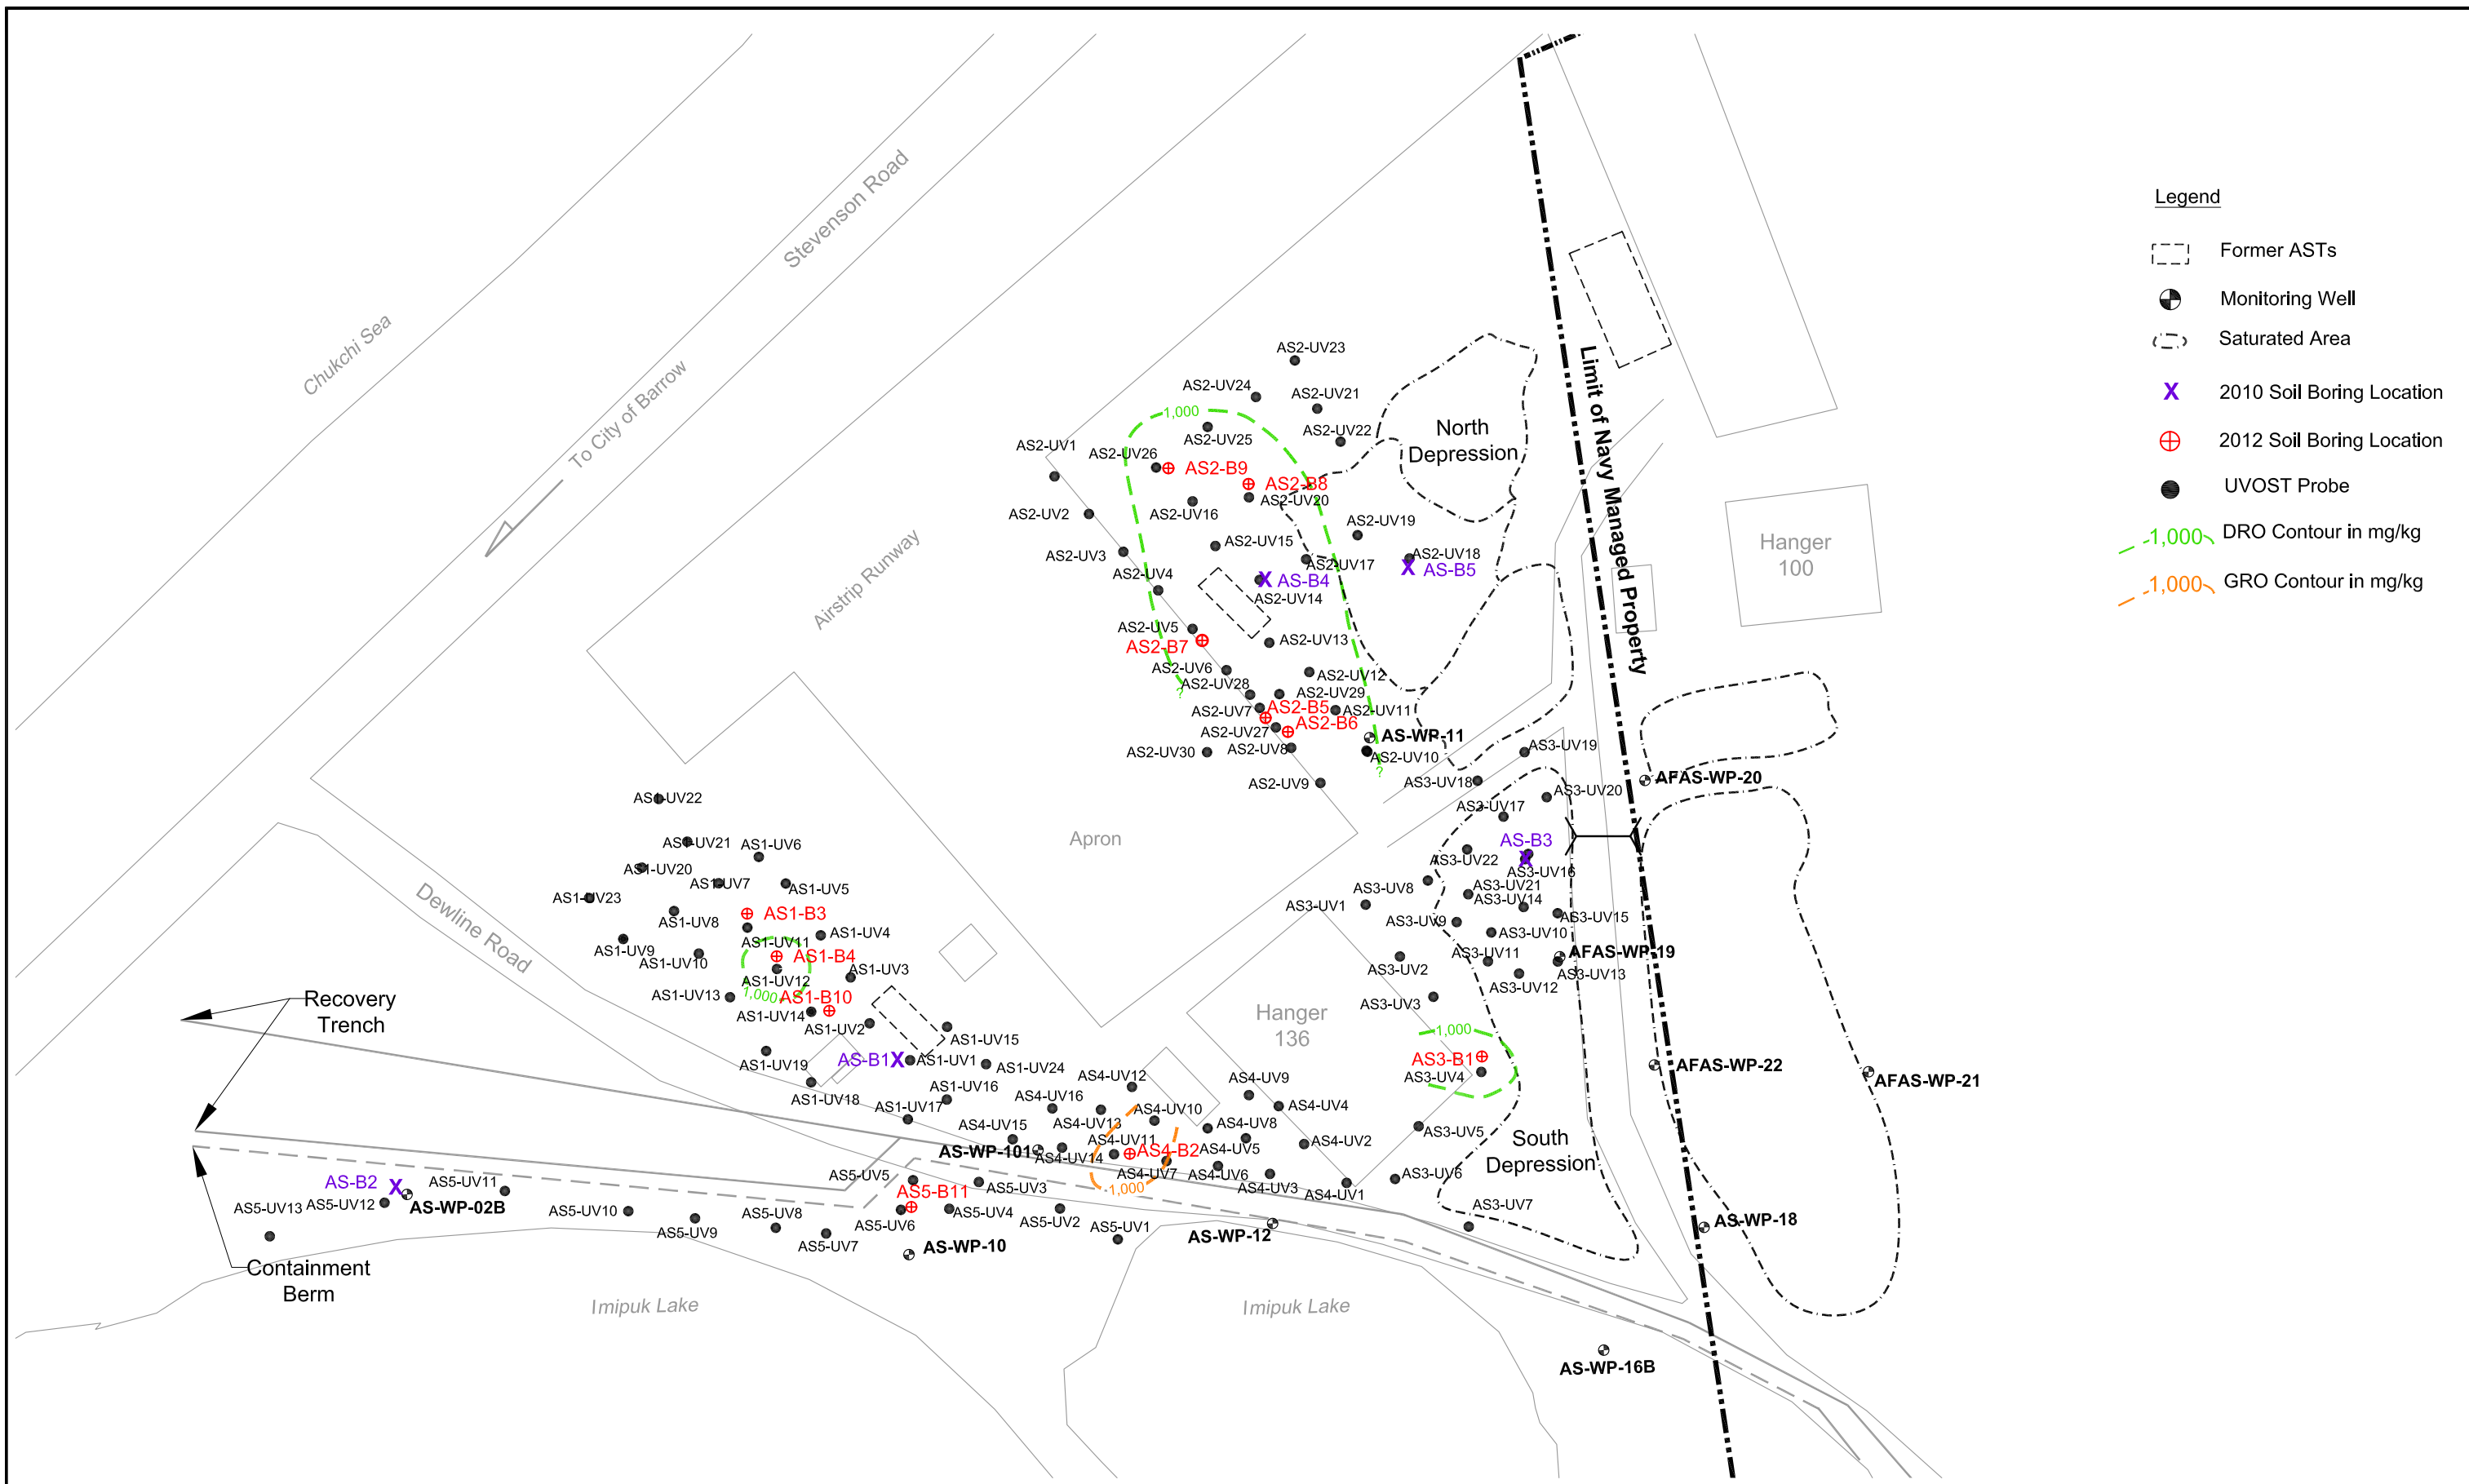 Legend
Former ASTs
Monitoring Well
Saturated Area
X 2010 Soil Boring Location
2012 Soil Boring Location
UVOST Probe
1,000 DRO Contour in mg/kg
1,000 GRO Contour in mg/kg
Chukchi Sea
Stevenson Road
To City of Barrow
Airstrip Runway
Limit of Navy Managed Property
Hanger
100
North
Depression
AS2-UV23
AS2-UV24
AS2-UV21
1,000
AS2-UV25
AS2-UV22
AS2-UV1
AS2-UV26
AS2-B9
AS2-B8
AS2-UV20
AS2-UV2
AS2-UV16
AS2-UV19
AS2-UV3
AS2-UV15
AS2-UV17
AS2-UV18
X AS-B5
AS2-UV4
X AS-B4
AS2-UV14
AS2-UV5
AS2-B7
AS2-UV13
AS2-UV6
AS2-UV12
AS2-UV28
?
AS2-UV29
AS2-UV7
AS2-B5
AS2-UV11
AS2-B6
AS2-UV27
AS-WP-11
AS2-UV8
AS2-UV30
AS2-UV10
?
AS2-UV9
AS3-UV19
AS3-UV18
AFAS-WP-20
AS3-UV20
AS3-UV17
Apron
AS-B3
X
AS3-UV22
AS3-UV16
AS3-UV8
AS3-UV21
AS3-UV14
AS3-UV1
AS3-UV15
AS3-UV9
AS3-UV10
AS3-UV11
AFAS-WP-19
AS3-UV2
AS3-UV13
AS3-UV12
AS3-UV3
Hanger
136
1,000
AS3-B1
AS3-UV4
AFAS-WP-22
AFAS-WP-21
AS3-UV5
South
Depression
AS3-UV6
AS3-UV7
AS-WP-18
AS-WP-16B
AS1-UV22
AS1-UV21
AS1-UV6
AS1-UV20
AS1-UV7
AS1-UV5
AS1-UV23
AS1-B3
AS1-UV8
AS1-UV4
AS1-UV9
AS1-UV11
AS1-UV10
AS1-B4
AS1-UV3
AS1-UV12
1,000
AS1-UV13
AS1-B10
AS1-UV14
AS1-UV2
AS1-UV15
AS-B1 X
AS1-UV1
AS1-UV19
AS1-UV24
AS1-UV18
AS1-UV16
AS1-UV17
Dewline Road
Recovery
Trench
AS4-UV12
AS4-UV9
AS4-UV16
AS4-UV10
AS4-UV4
AS4-UV13
AS4-UV8
AS4-UV15
AS4-UV11
AS4-UV5
AS4-UV2
AS-WP-101
AS4-B2
AS4-UV14
AS4-UV7
AS4-UV6
AS4-UV3
AS4-UV1
1,000
AS-WP-12
AS-B2 X
AS5-UV11
AS5-UV12
AS-WP-02B
AS5-UV13
AS5-UV5
AS5-UV3
AS5-B11
AS5-UV10
AS5-UV8
AS5-UV6
AS5-UV4
AS5-UV2
AS5-UV9
AS5-UV7
AS5-UV1
AS-WP-10
Containment
Berm
Imipuk Lake
Imipuk Lake